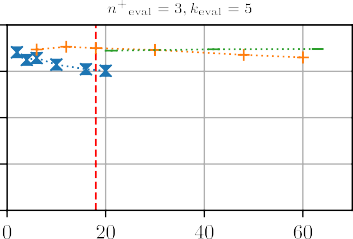 n⁺eval = 3, keval = 5
0 20 40 60